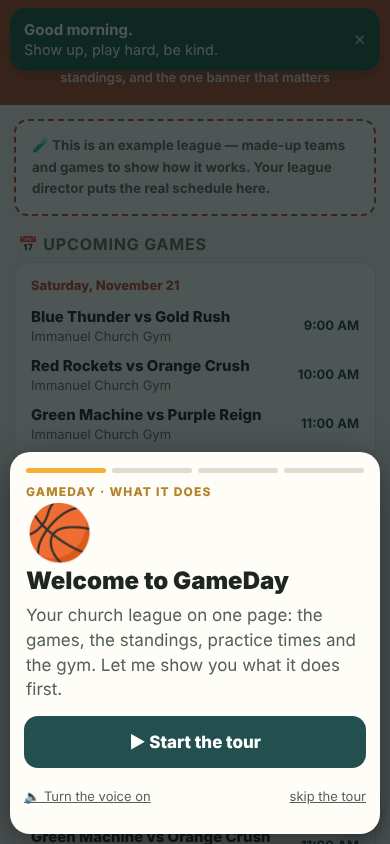 Good morning.
Show up, play hard, be kind.
×
standings, and the one banner that matters
This is an example league — made-up teams
and games to show how it works. Your league
director puts the real schedule here.
UPCOMING GAMES
Saturday, November 21
Blue Thunder vs Gold Rush
Immanuel Church Gym
9:00 AM
Red Rockets vs Orange Crush
Immanuel Church Gym
10:00 AM
Green Machine vs Purple Reign
Immanuel Church Gym
11:00 AM
GAMEDAY · WHAT IT DOES
Welcome to GameDay
Your church league on one page: the
games, the standings, practice times and
the gym. Let me show you what it does
first.
▶ Start the tour
Turn the voice on
skip the tour
Green Machine vs Orange Crush
11:00 AM